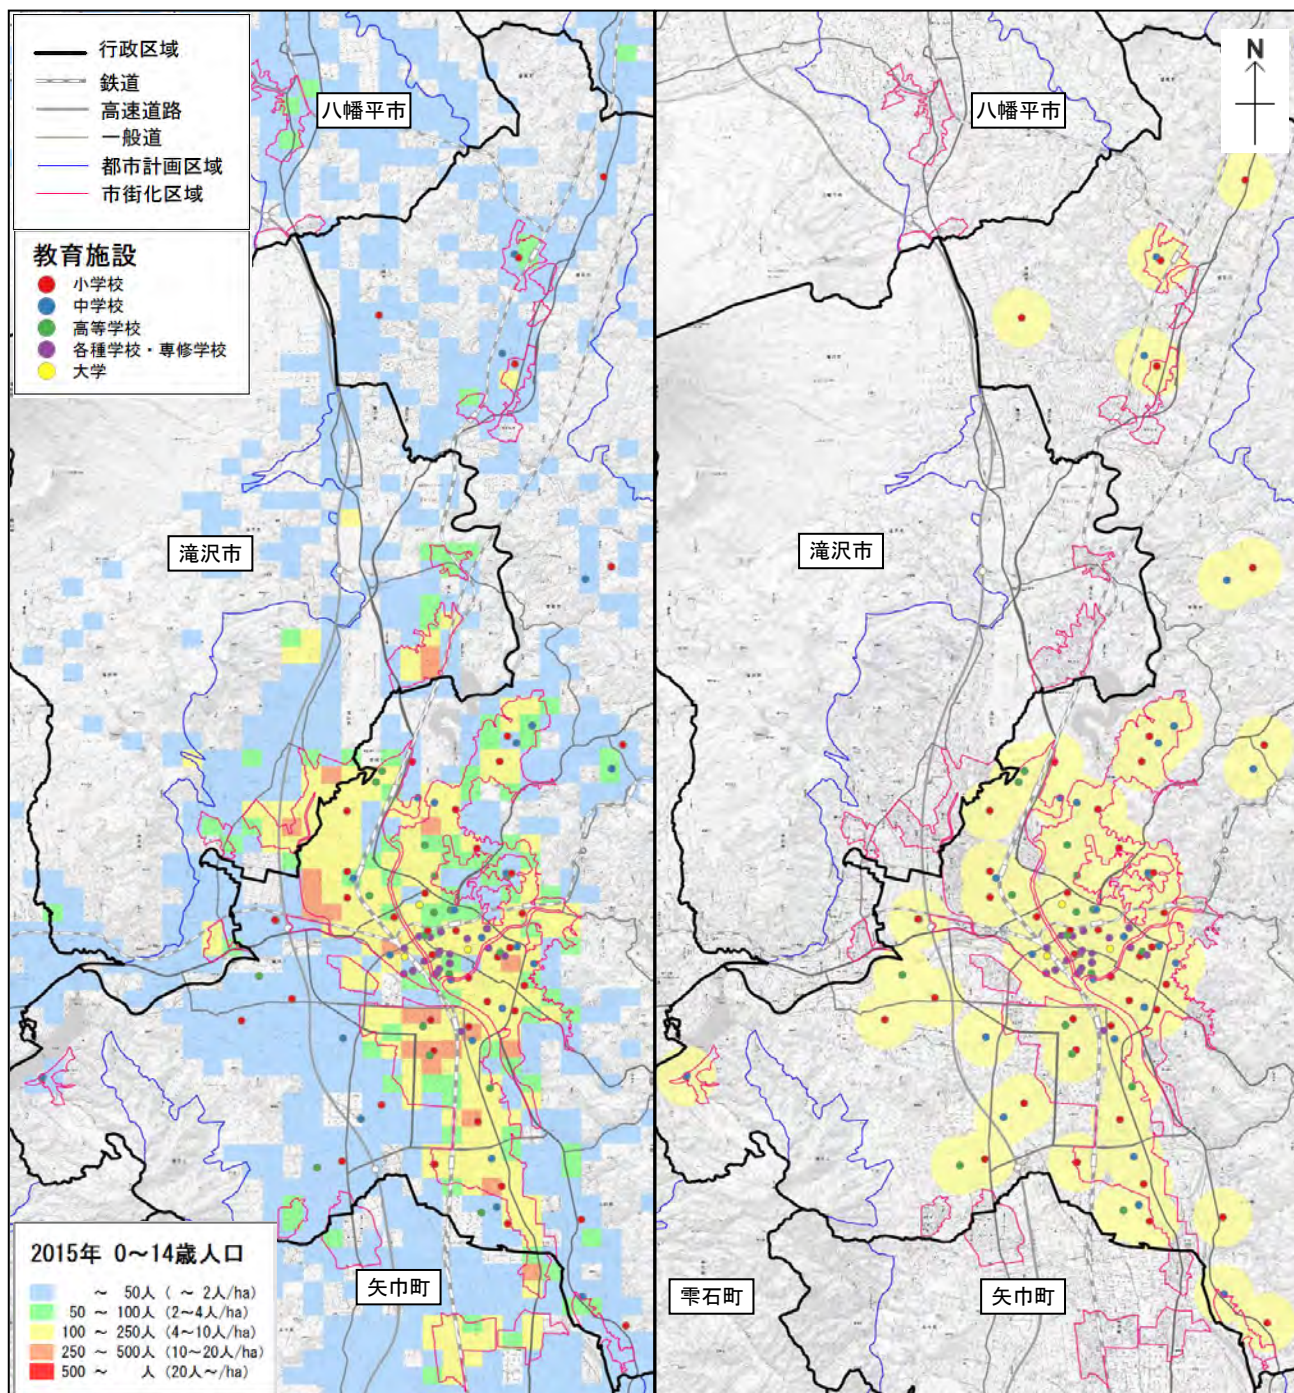 行政区域
鉄道
高速道路
一般道
都市計画区域
市街化区域
教育施設
小学校
中学校
高等学校
各種学校・専修学校
大学
八幡平市
滝沢市
矢巾町
2015年 0～14歳人口
～ 50人 ( ～ 2人/ha)
50 ～ 100人 (2～4人/ha)
100 ～ 250人 (4～10人/ha)
250 ～ 500人 (10～20人/ha)
500 ～ 人 (20人～/ha)
N
八幡平市
滝沢市
雫石町
矢巾町